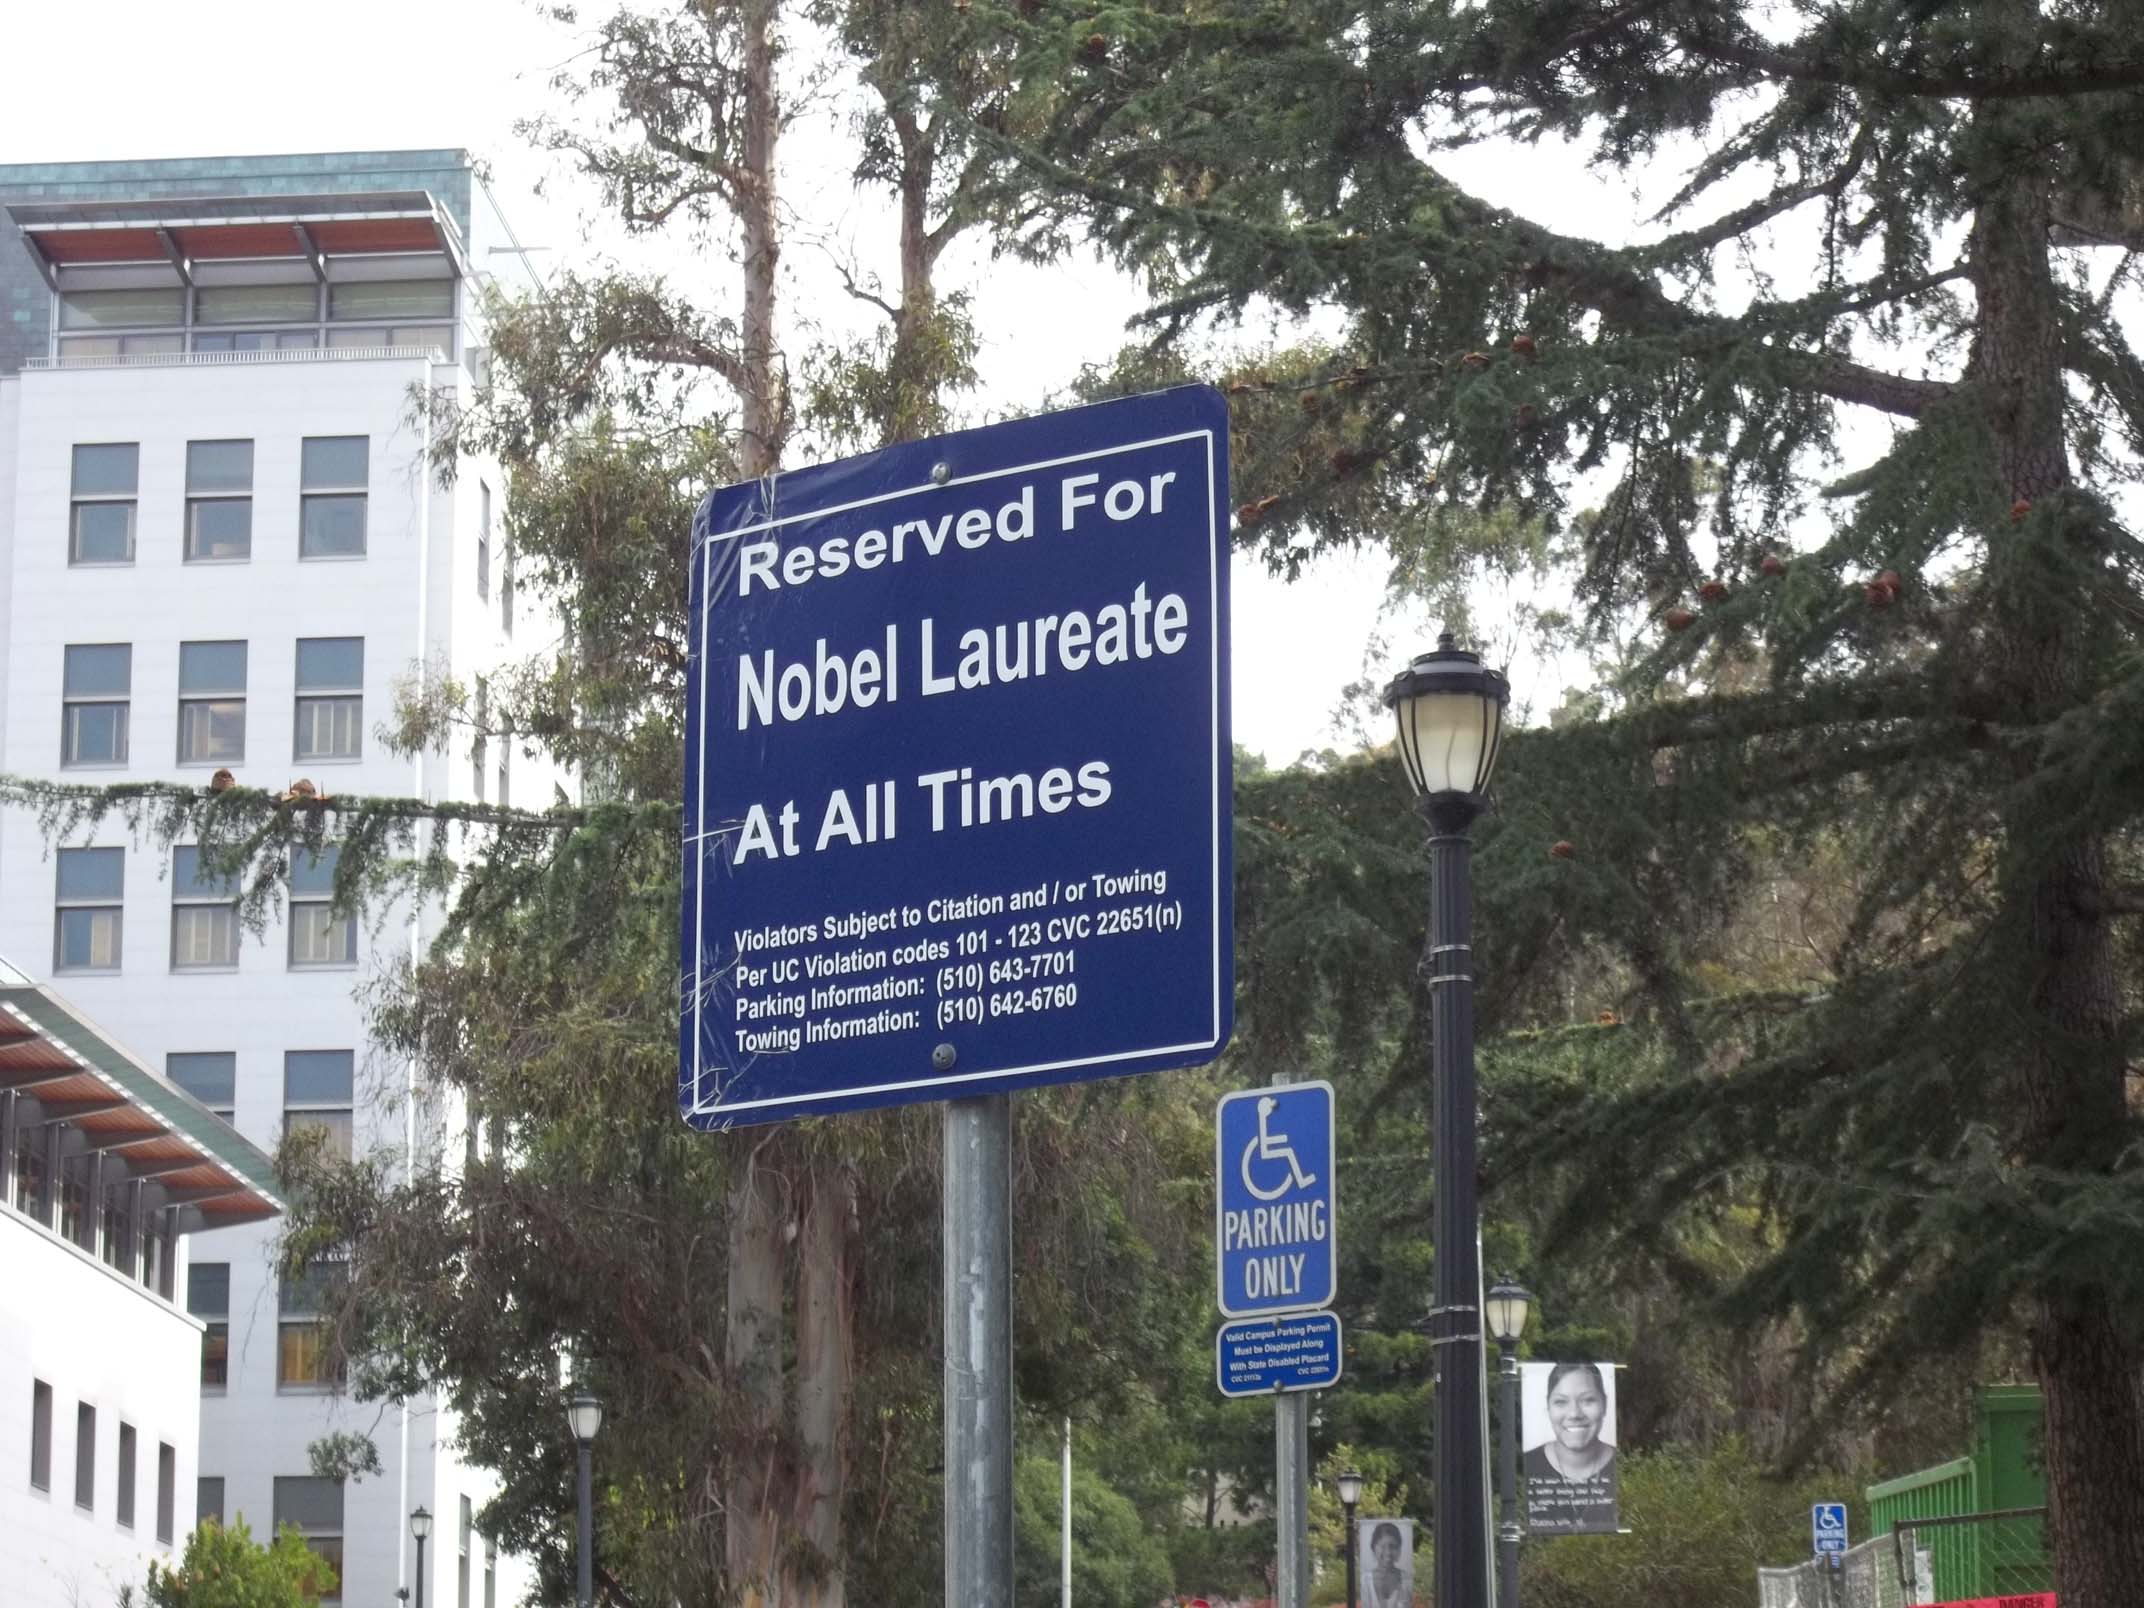 Reserved For
Nobel Laureate
At All Times
Violators Subject to Citation and / or Towing
Per UC Violation codes 101 - 123 CVC 22651(n)
Parking Information: (510) 643-7701
Towing Information: (510) 642-6760
PARKING
ONLY
Valid Campus Parking Permit
Must be Displayed Along
With State Disabled Placard
PARKING
ONLY
DANGER